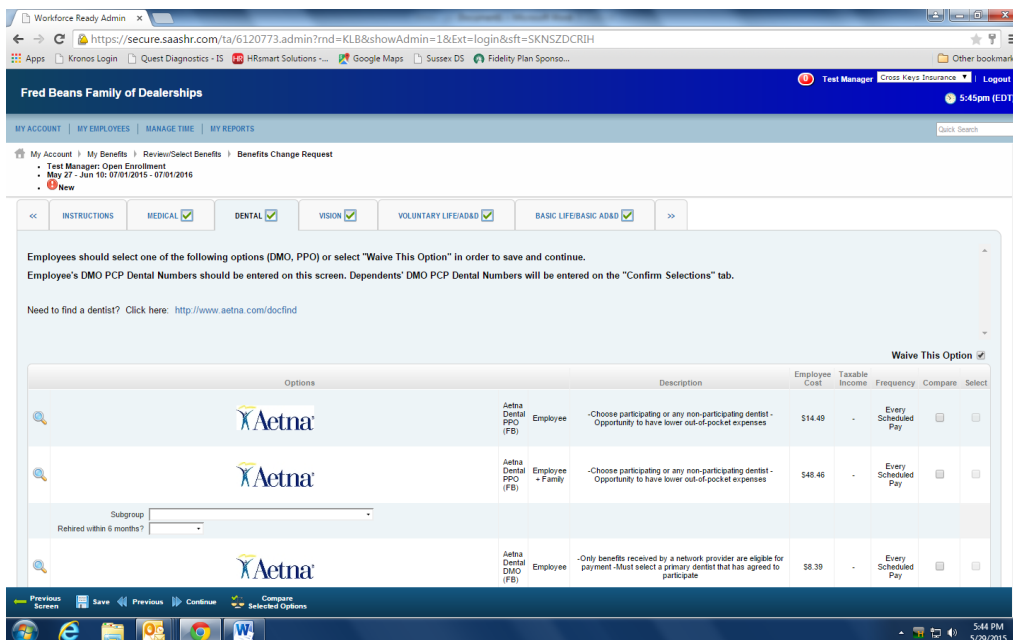 Workforce Ready Admin
https://secure.saashr.com/ta/6120773.admin?rnd=KLB&showAdmin=1&Ext=login&sft=SKNSZDCRIH
Apps Kronos Login Quest Diagnostics - IS HRsmart Solutions -... Google Maps Sussex DS Fidelity Plan Sponso... Other bookmark
0 Test Manager Cross Keys Insurance | Logout
Fred Beans Family of Dealerships
5:45pm (EDT)
MY ACCOUNT | MY EMPLOYEES | MANAGE TIME | MY REPORTS Quick Search
My Account My Benefits Review/Select Benefits Benefits Change Request
Test Manager: Open Enrollment
May 27 - Jun 10: 07/01/2015 - 07/01/2016
New
<< INSTRUCTIONS MEDICAL DENTAL VISION VOLUNTARY LIFE/AD&D BASIC LIFE/BASIC AD&D >>
Employees should select one of the following options (DMO, PPO) or select "Waive This Option" in order to save and continue.
Employee's DMO PCP Dental Numbers should be entered on this screen. Dependents' DMO PCP Dental Numbers will be entered on the "Confirm Selections" tab.
Need to find a dentist? Click here: http://www.aetna.com/docfind
Waive This Option
Options Description Employee Cost Taxable Income Frequency Compare Select
Aetna Aetna Dental PPO (FB) Employee -Choose participating or any non-participating dentist - Opportunity to have lower out-of-pocket expenses $14.49 - Every Scheduled Pay
Aetna Aetna Dental PPO (FB) Employee + Family -Choose participating or any non-participating dentist - Opportunity to have lower out-of-pocket expenses $48.46 - Every Scheduled Pay
Subgroup
Rehired within 6 months?
Aetna Aetna Dental DMO (FB) Employee -Only benefits received by a network provider are eligible for payment -Must select a primary dentist that has agreed to participate $8.39 - Every Scheduled Pay
Previous Screen Save Previous Continue Compare Selected Options
5:44 PM
5/29/2015